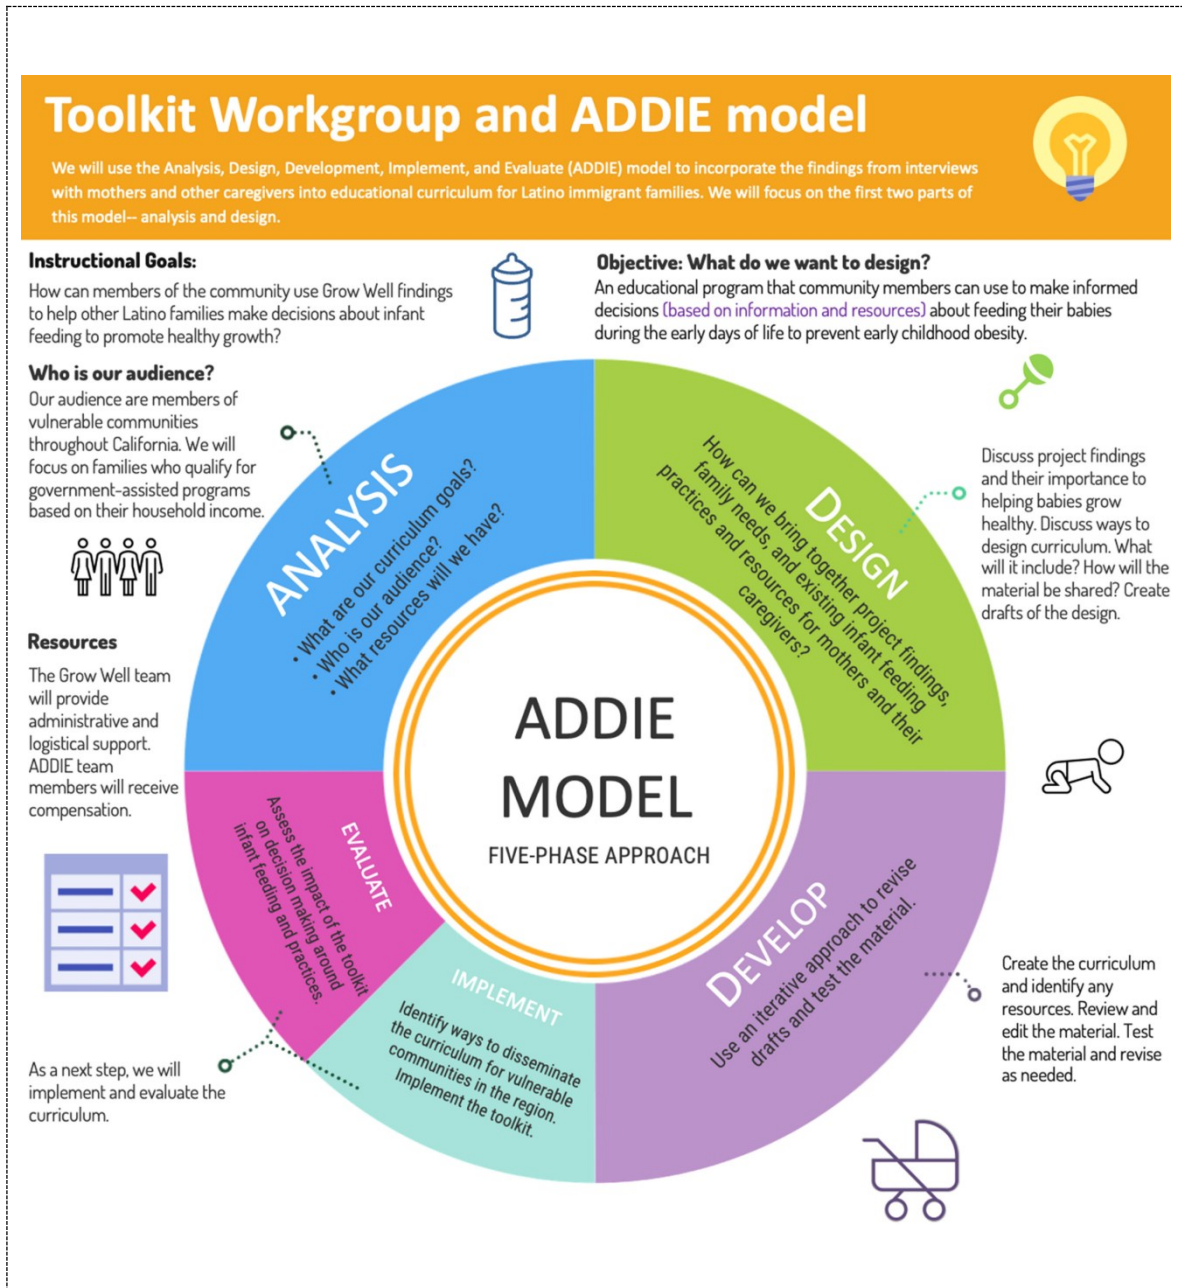 Toolkit Workgroup and ADDIE model
We will use the Analysis, Design, Development, Implement, and Evaluate (ADDIE) model to incorporate the findings from interviews
with mothers and other caregivers into educational curriculum for Latino immigrant families. We will focus on the first two parts of
this model-- analysis and design.
Instructional Goals:
How can members of the community use Grow Well findings
to help other Latino families make decisions about infant
feeding to promote healthy growth?
Objective: What do we want to design?
An educational program that community members can use to make informed
decisions (based on information and resources) about feeding their babies
during the early days of life to prevent early childhood obesity.
Who is our audience?
Our audience are members of
vulnerable communities
throughout California. We will
focus on families who qualify for
government-assisted programs
based on their household income.
ANALYSIS
• What are our curriculum goals?
• Who is our audience?
• What resources will we have?
DESIGN
How can we bring together project findings,
family needs, and existing infant feeding
practices and resources for mothers and their
caregivers?
Discuss project findings
and their importance to
helping babies grow
healthy. Discuss ways to
design curriculum. What
will it include? How will the
material be shared? Create
drafts of the design.
Resources
The Grow Well team
will provide
administrative and
logistical support.
ADDIE team
members will receive
compensation.
ADDIE
MODEL
FIVE-PHASE APPROACH
EVALUATE
Assess the impact of the toolkit
on decision making around
infant feeding and practices.
IMPLEMENT
Identify ways to disseminate
the curriculum for vulnerable
communities in the region.
Implement the toolkit.
DEVELOP
Use an iterative approach to revise
drafts and test the material.
Create the curriculum
and identify any
resources. Review and
edit the material. Test
the material and revise
as needed.
As a next step, we will
implement and evaluate the
curriculum.